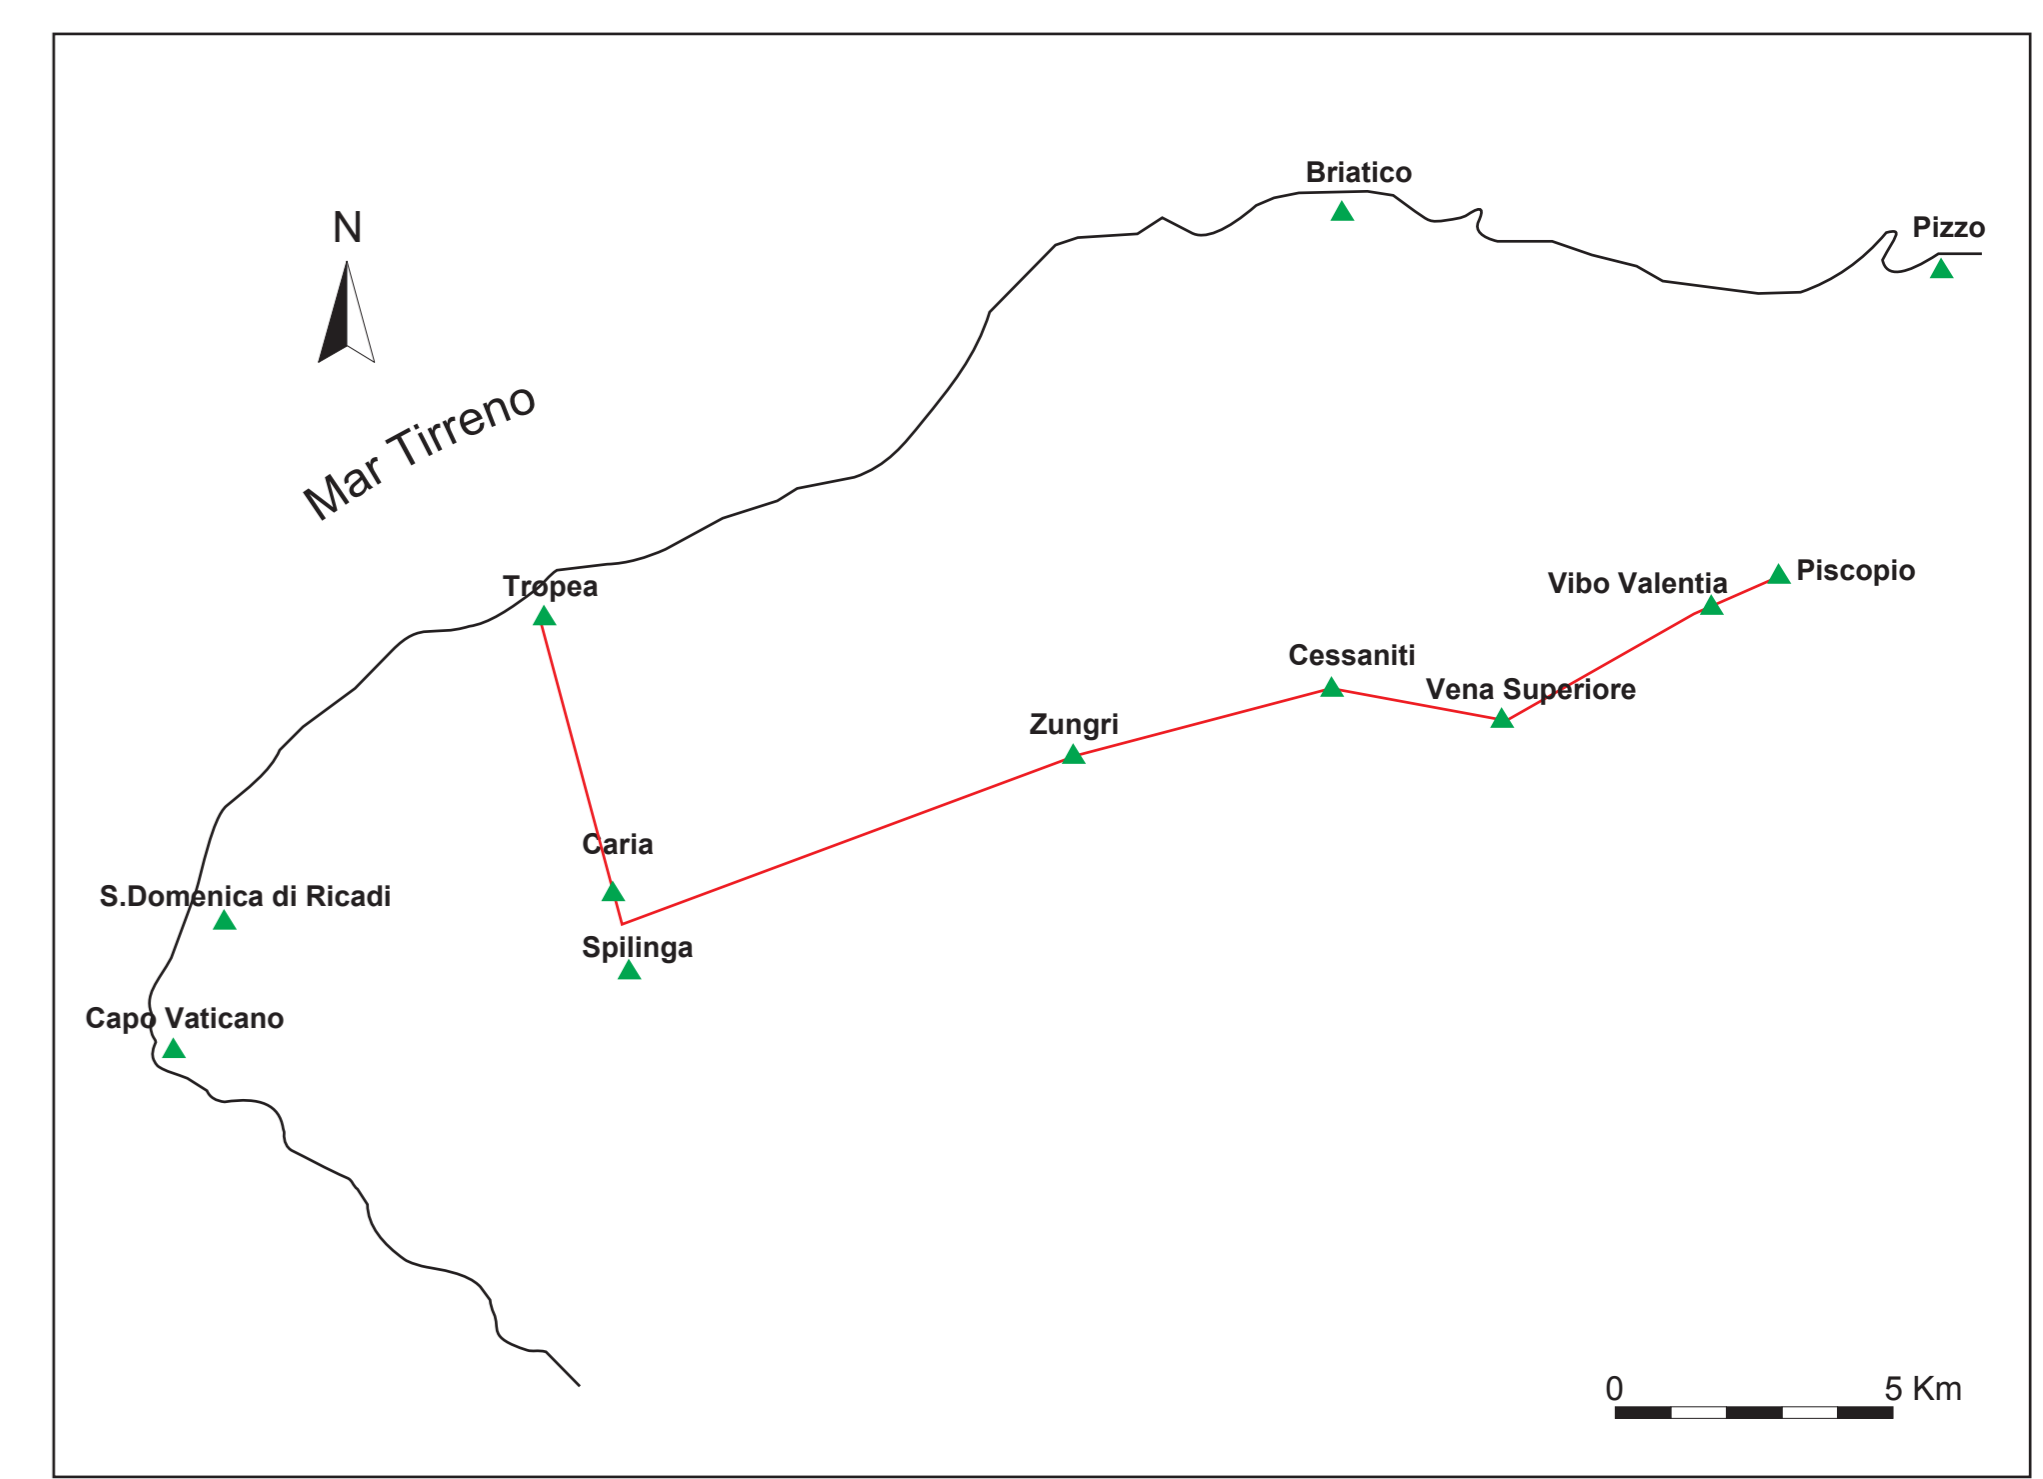 Briatico
N
Pizzo
Mar Tirreno
Tropea
Vibo Valentia
Piscopio
Cessaniti
Vena Superiore
Zungri
Caria
S.Domenica di Ricadi
Spilinga
Capo Vaticano
0
5 Km